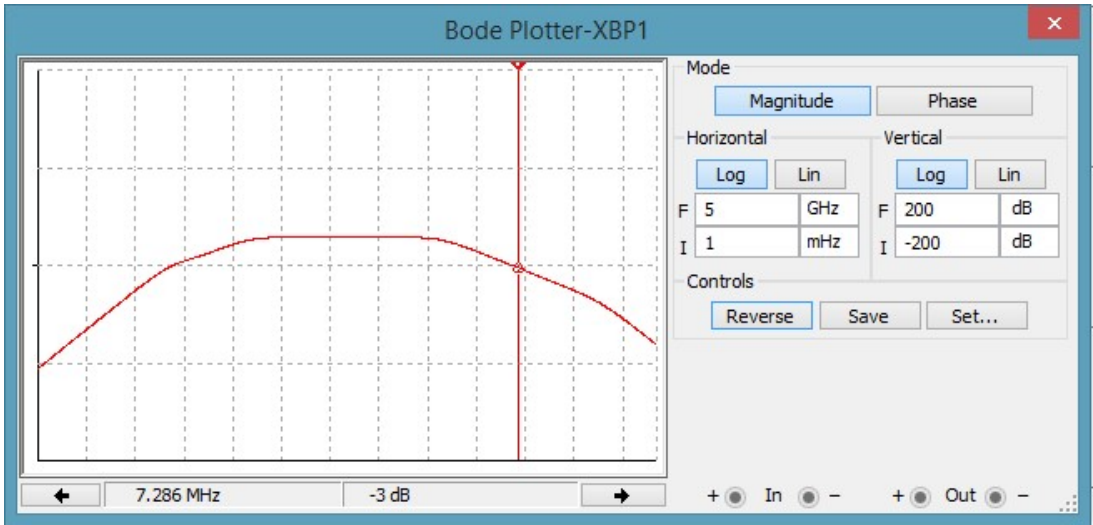 Bode Plotter-XBP1
Mode
Magnitude Phase
Horizontal Vertical
Log Lin Log Lin
F 5 GHz F 200 dB
I 1 mHz I -200 dB
Controls
Reverse Save Set...
7.286 MHz -3 dB + In - + Out -